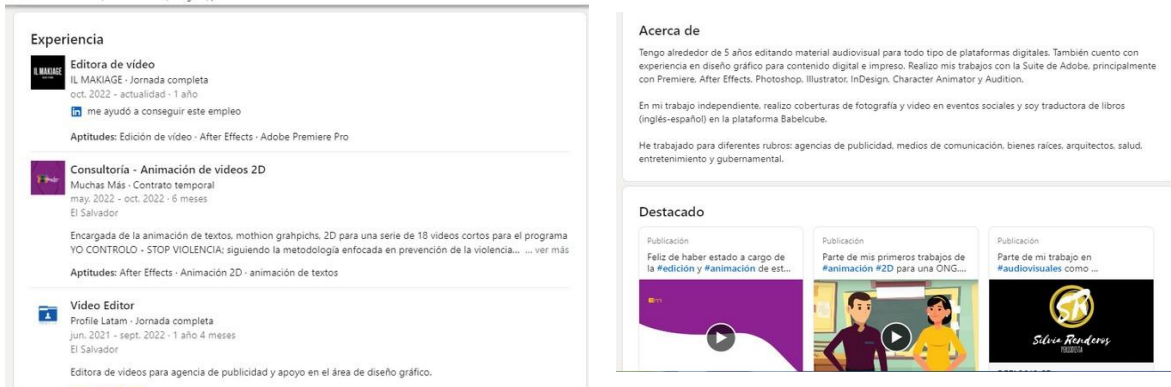 Experiencia
IL MAKIAGE
Editora de vídeo
IL MAKIAGE · Jornada completa
oct. 2022 - actualidad · 1 año
in me ayudó a conseguir este empleo
Aptitudes: Edición de vídeo · After Effects · Adobe Premiere Pro
Consultoría - Animación de videos 2D
Muchas Más · Contrato temporal
may. 2022 - oct. 2022 · 6 meses
El Salvador
Encargada de la animación de textos, mothion grahpichs, 2D para una serie de 18 videos cortos para el programa
YO CONTROLO - STOP VIOLENCIA; siguiendo la metodología enfocada en prevención de la violencia... ... ver más
Aptitudes: After Effects · Animación 2D · animación de textos
Video Editor
Profile Latam · Jornada completa
jun. 2021 - sept. 2022 · 1 año 4 meses
El Salvador
Editora de videos para agencia de publicidad y apoyo en el área de diseño gráfico.
Acerca de
Tengo alrededor de 5 años editando material audiovisual para todo tipo de plataformas digitales. También cuento con
experiencia en diseño gráfico para contenido digital e impreso. Realizo mis trabajos con la Suite de Adobe, principalmente
con Premiere, After Effects, Photoshop, Illustrator, InDesign, Character Animator y Audition.
En mi trabajo independiente, realizo coberturas de fotografía y video en eventos sociales y soy traductora de libros
(inglés-español) en la plataforma Babelcube.
He trabajado para diferentes rubros: agencias de publicidad, medios de comunicación, bienes raíces, arquitectos, salud,
entretenimiento y gubernamental.
Destacado
Publicación
Feliz de haber estado a cargo de
la #edición y #animación de est...
Publicación
Parte de mis primeros trabajos de
#animación #2D para una ONG....
Publicación
Parte de mi trabajo en
#audiovisuales como ...
SR
Silvia Renderos
PERIODISTA